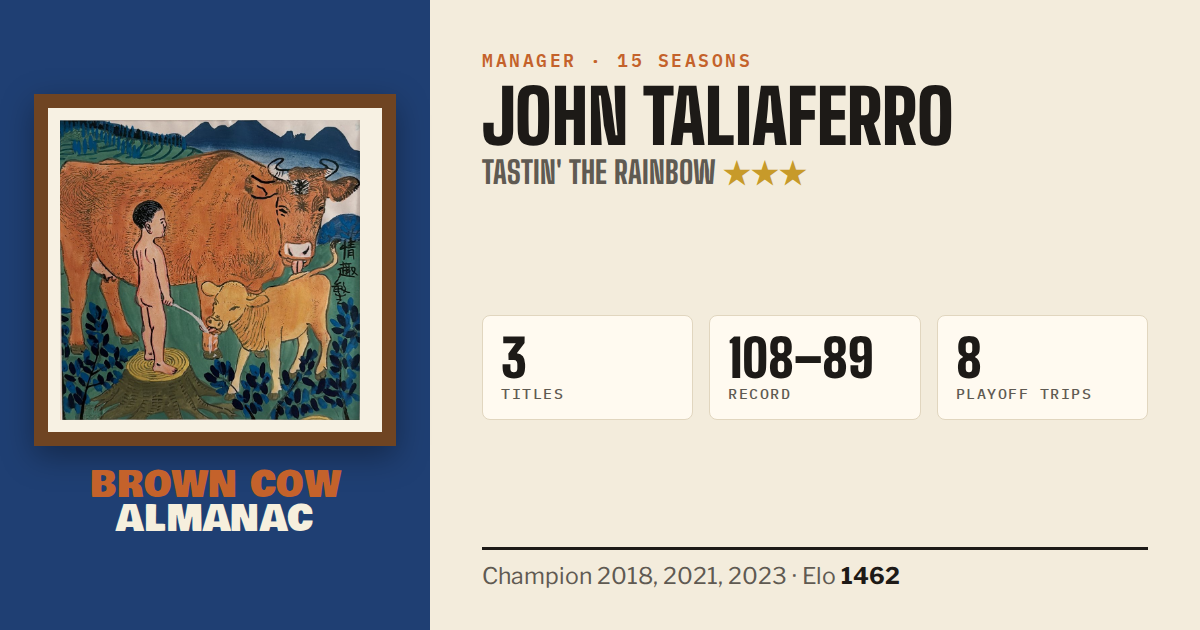 MANAGER · 15 SEASONS
JOHN TALIAFERRO
TASTIN' THE RAINBOW ★★★
情
趣
3
TITLES
108–89
RECORD
8
PLAYOFF TRIPS
BROWN COW
ALMANAC
Champion 2018, 2021, 2023 · Elo 1462